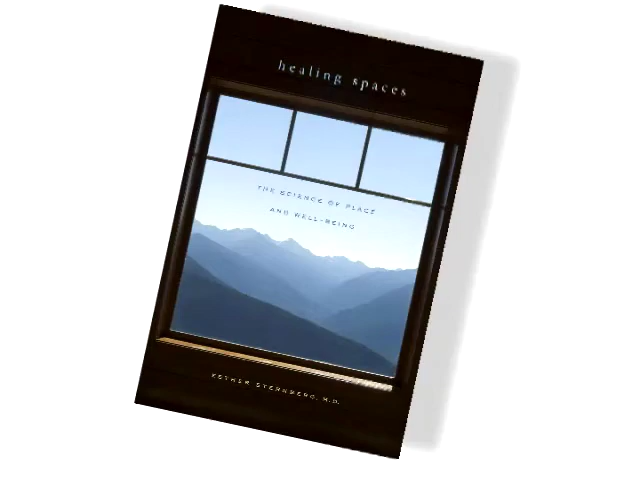 healing spaces
THE SCIENCE OF PLACE
AND WELL-BEING
ESTHER STERNBERG, M.D.